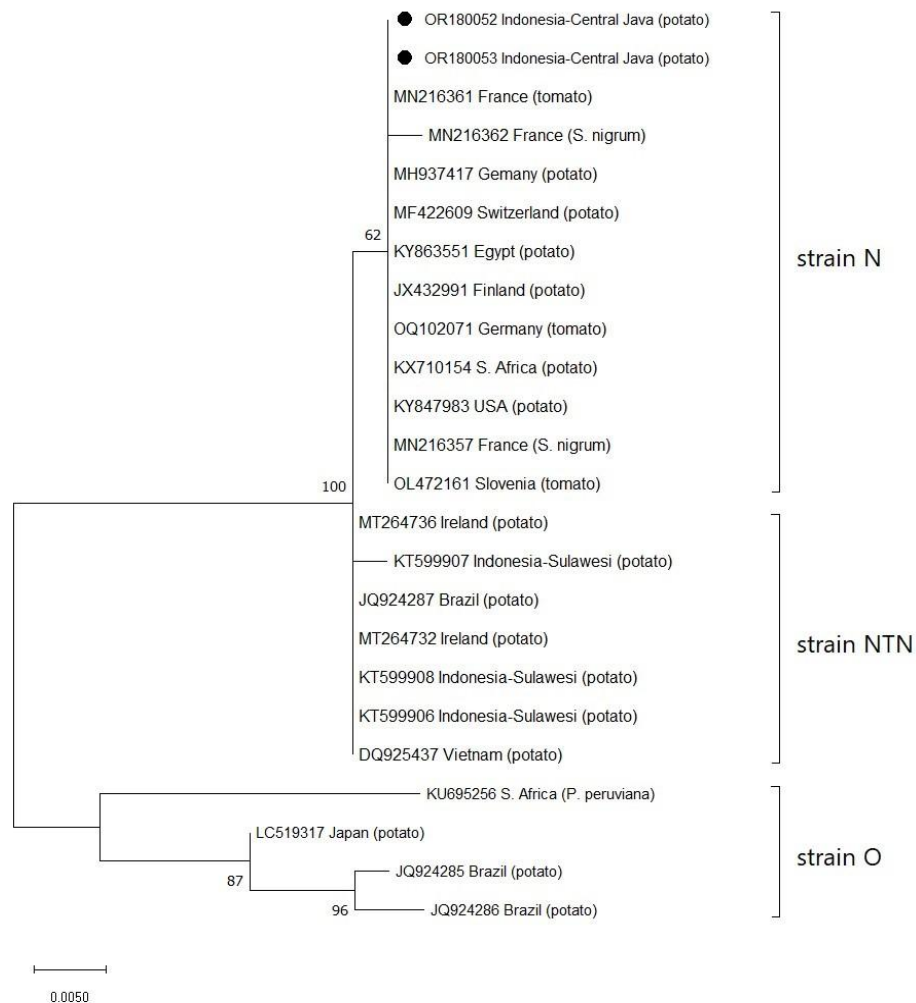 OR180052 Indonesia-Central Java (potato)
OR180053 Indonesia-Central Java (potato)
MN216361 France (tomato)
MN216362 France (S. nigrum)
MH937417 Gemany (potato)
MF422609 Switzerland (potato)
62
KY863551 Egypt (potato)
strain N
JX432991 Finland (potato)
OQ102071 Germany (tomato)
KX710154 S. Africa (potato)
KY847983 USA (potato)
MN216357 France (S. nigrum)
OL472161 Slovenia (tomato)
100
MT264736 Ireland (potato)
KT599907 Indonesia-Sulawesi (potato)
JQ924287 Brazil (potato)
MT264732 Ireland (potato)
strain NTN
KT599908 Indonesia-Sulawesi (potato)
KT599906 Indonesia-Sulawesi (potato)
DQ925437 Vietnam (potato)
KU695256 S. Africa (P. peruviana)
LC519317 Japan (potato)
strain O
87
JQ924285 Brazil (potato)
96
JQ924286 Brazil (potato)
0.0050